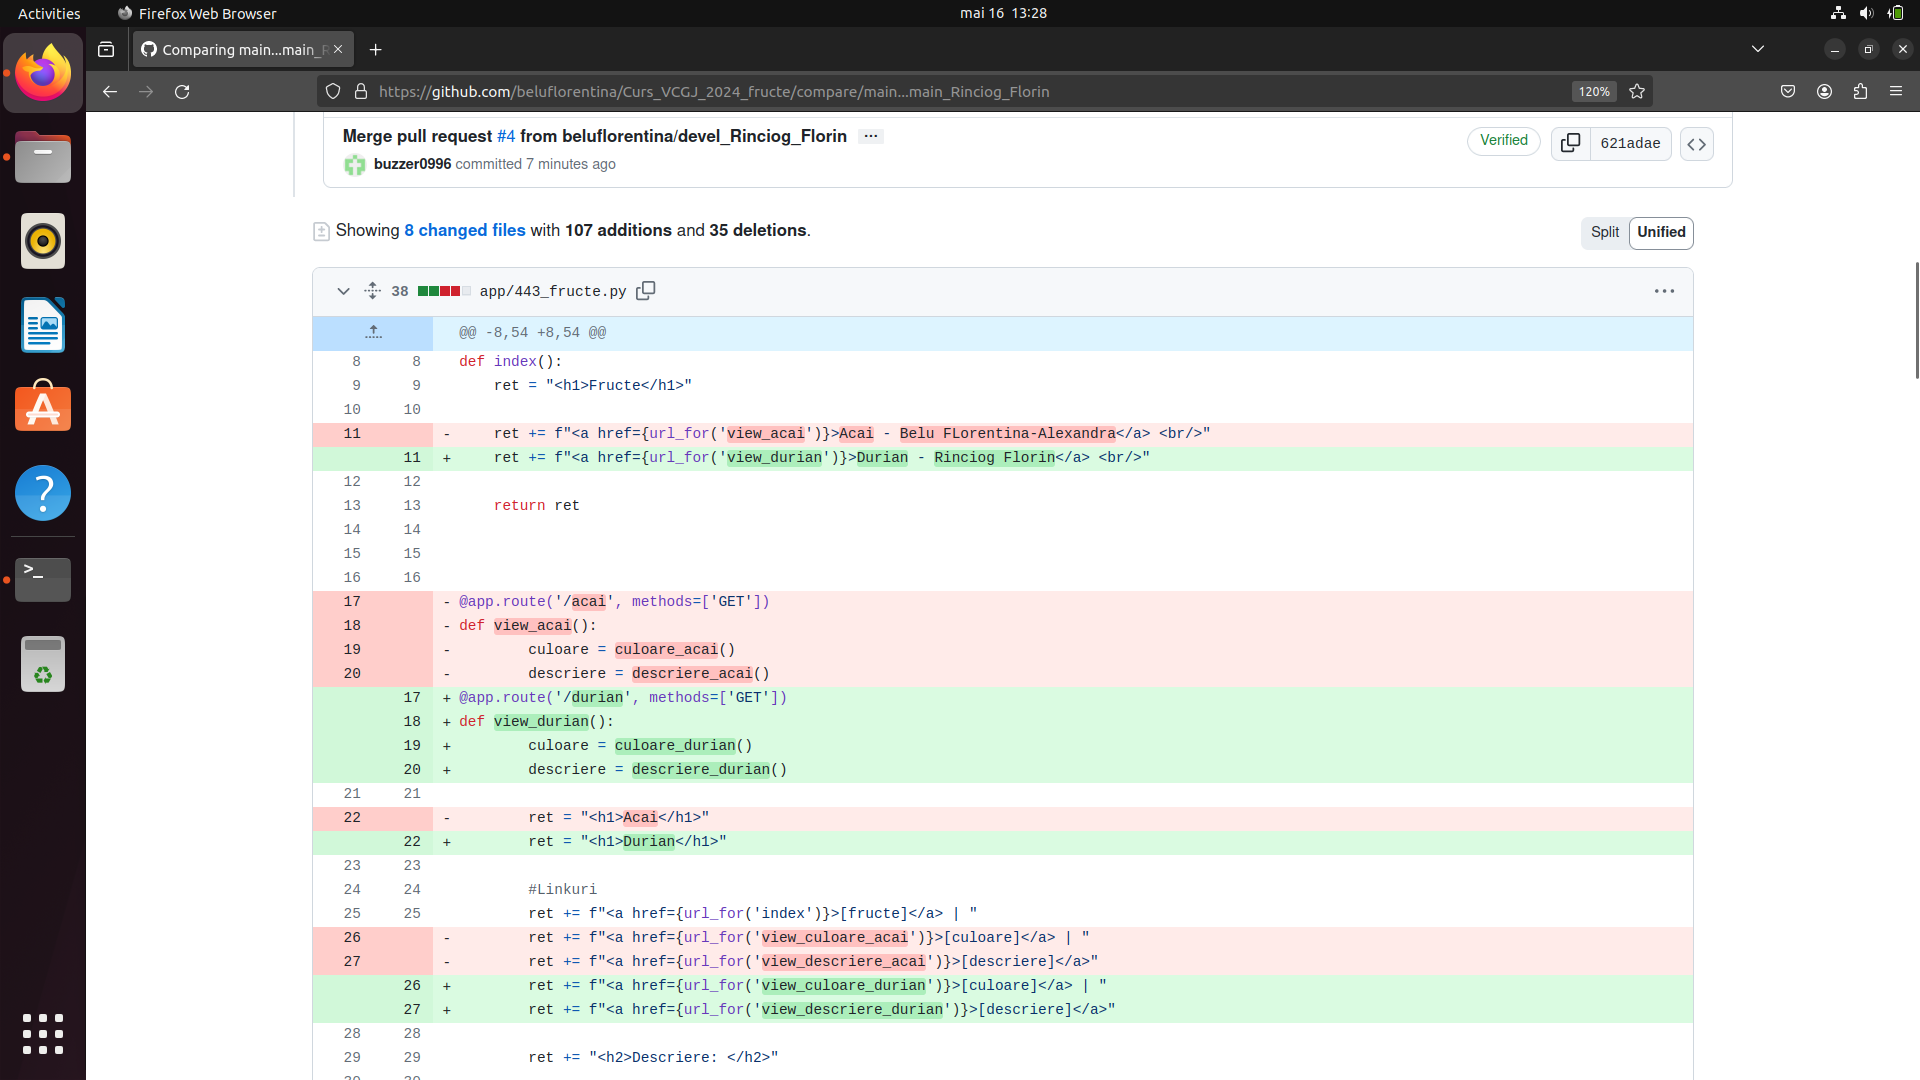 Activities
Firefox Web Browser
mai 16 13:28
Comparing main...main_R
https://github.com/beluflorentina/Curs_VCGJ_2024_fructe/compare/main...main_Rinciog_Florin
120%
Merge pull request #4 from beluflorentina/devel_Rinciog_Florin ...
Verified
621adae
buzzer0996 committed 7 minutes ago
Showing 8 changed files with 107 additions and 35 deletions.
Split
Unified
38 app/443_fructe.py
@@ -8,54 +8,54 @@
8 8 def index():
9 9 ret = "<h1>Fructe</h1>"
10 10
11 - ret += f"<a href={url_for('view_acai')}>Acai - Belu FLorentina-Alexandra</a> <br/>"
11 + ret += f"<a href={url_for('view_durian')}>Durian - Rinciog Florin</a> <br/>"
12 12
13 13 return ret
14 14
15 15
16 16
17 - @app.route('/acai', methods=['GET'])
18 - def view_acai():
19 - culoare = culoare_acai()
20 - descriere = descriere_acai()
17 + @app.route('/durian', methods=['GET'])
18 + def view_durian():
19 + culoare = culoare_durian()
20 + descriere = descriere_durian()
21 21
22 - ret = "<h1>Acai</h1>"
22 + ret = "<h1>Durian</h1>"
23 23
24 24 #Linkuri
25 25 ret += f"<a href={url_for('index')}>[fructe]</a> | "
26 - ret += f"<a href={url_for('view_culoare_acai')}>[culoare]</a> | "
27 - ret += f"<a href={url_for('view_descriere_acai')}>[descriere]</a>"
26 + ret += f"<a href={url_for('view_culoare_durian')}>[culoare]</a> | "
27 + ret += f"<a href={url_for('view_descriere_durian')}>[descriere]</a>"
28 28
29 29 ret += "<h2>Descriere: </h2>"
30 30